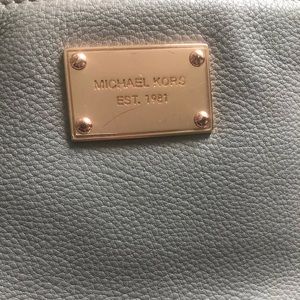 MICHAEL KORS
EST. 1981